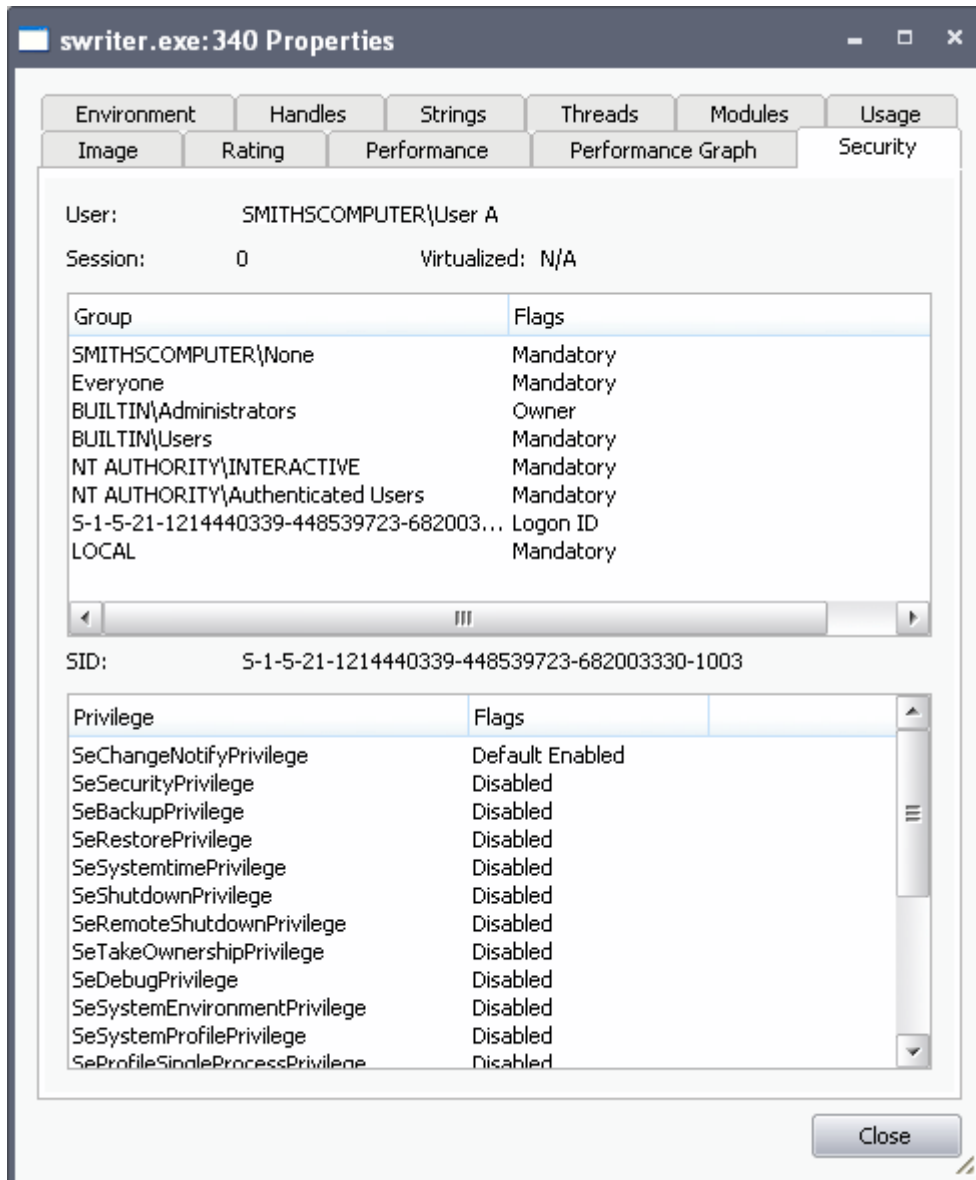 swriter.exe:340 Properties
Environment Handles Strings Threads Modules Usage
Image Rating Performance Performance Graph Security
User: SMITHSCOMPUTER\User A
Session: 0 Virtualized: N/A
Group Flags
SMITHSCOMPUTER\None Mandatory
Everyone Mandatory
BUILTIN\Administrators Owner
BUILTIN\Users Mandatory
NT AUTHORITY\INTERACTIVE Mandatory
NT AUTHORITY\Authenticated Users Mandatory
S-1-5-21-1214440339-448539723-682003... Logon ID
LOCAL Mandatory
SID: S-1-5-21-1214440339-448539723-682003330-1003
Privilege Flags
SeChangeNotifyPrivilege Default Enabled
SeSecurityPrivilege Disabled
SeBackupPrivilege Disabled
SeRestorePrivilege Disabled
SeSystemtimePrivilege Disabled
SeShutdownPrivilege Disabled
SeRemoteShutdownPrivilege Disabled
SeTakeOwnershipPrivilege Disabled
SeDebugPrivilege Disabled
SeSystemEnvironmentPrivilege Disabled
SeSystemProfilePrivilege Disabled
SeProfileSingleProcessPrivilege Disabled
Close